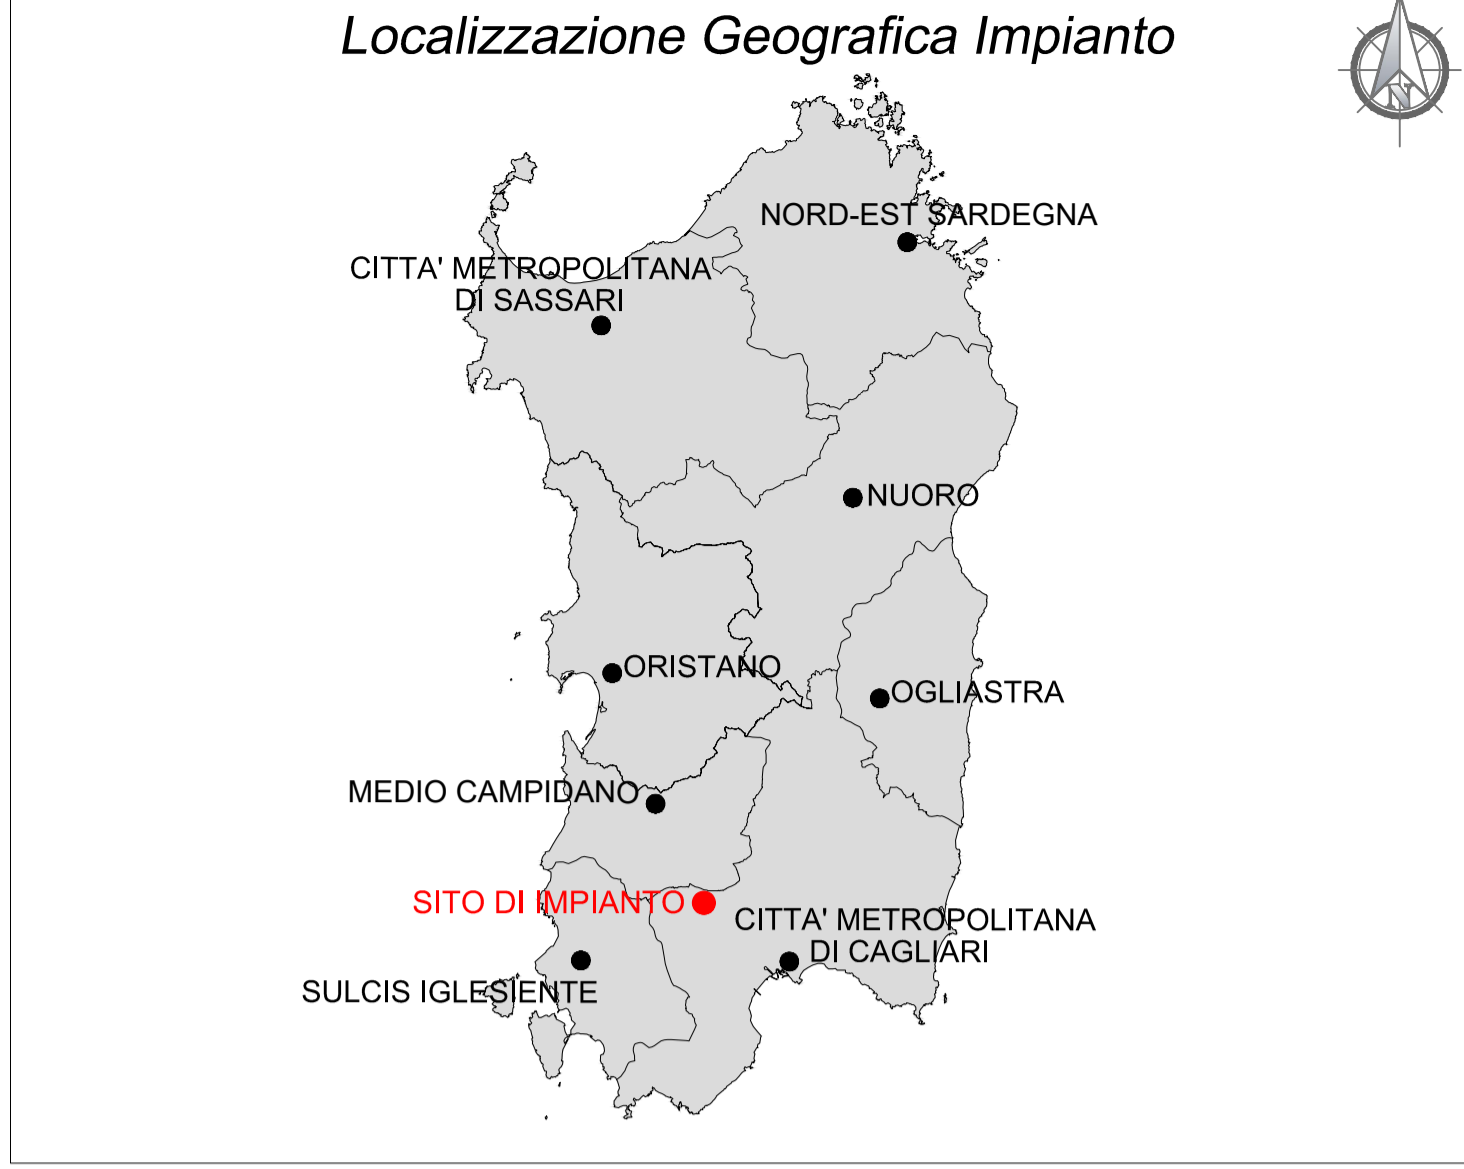 Localizzazione Geografica Impianto
N
NORD-EST SARDEGNA
CITTA' METROPOLITANA
DI SASSARI
NUORO
ORISTANO
OGLIASTRA
MEDIO CAMPIDANO
SITO DI IMPIANTO
CITTA' METROPOLITANA
DI CAGLIARI
SULCIS IGLESIENTE